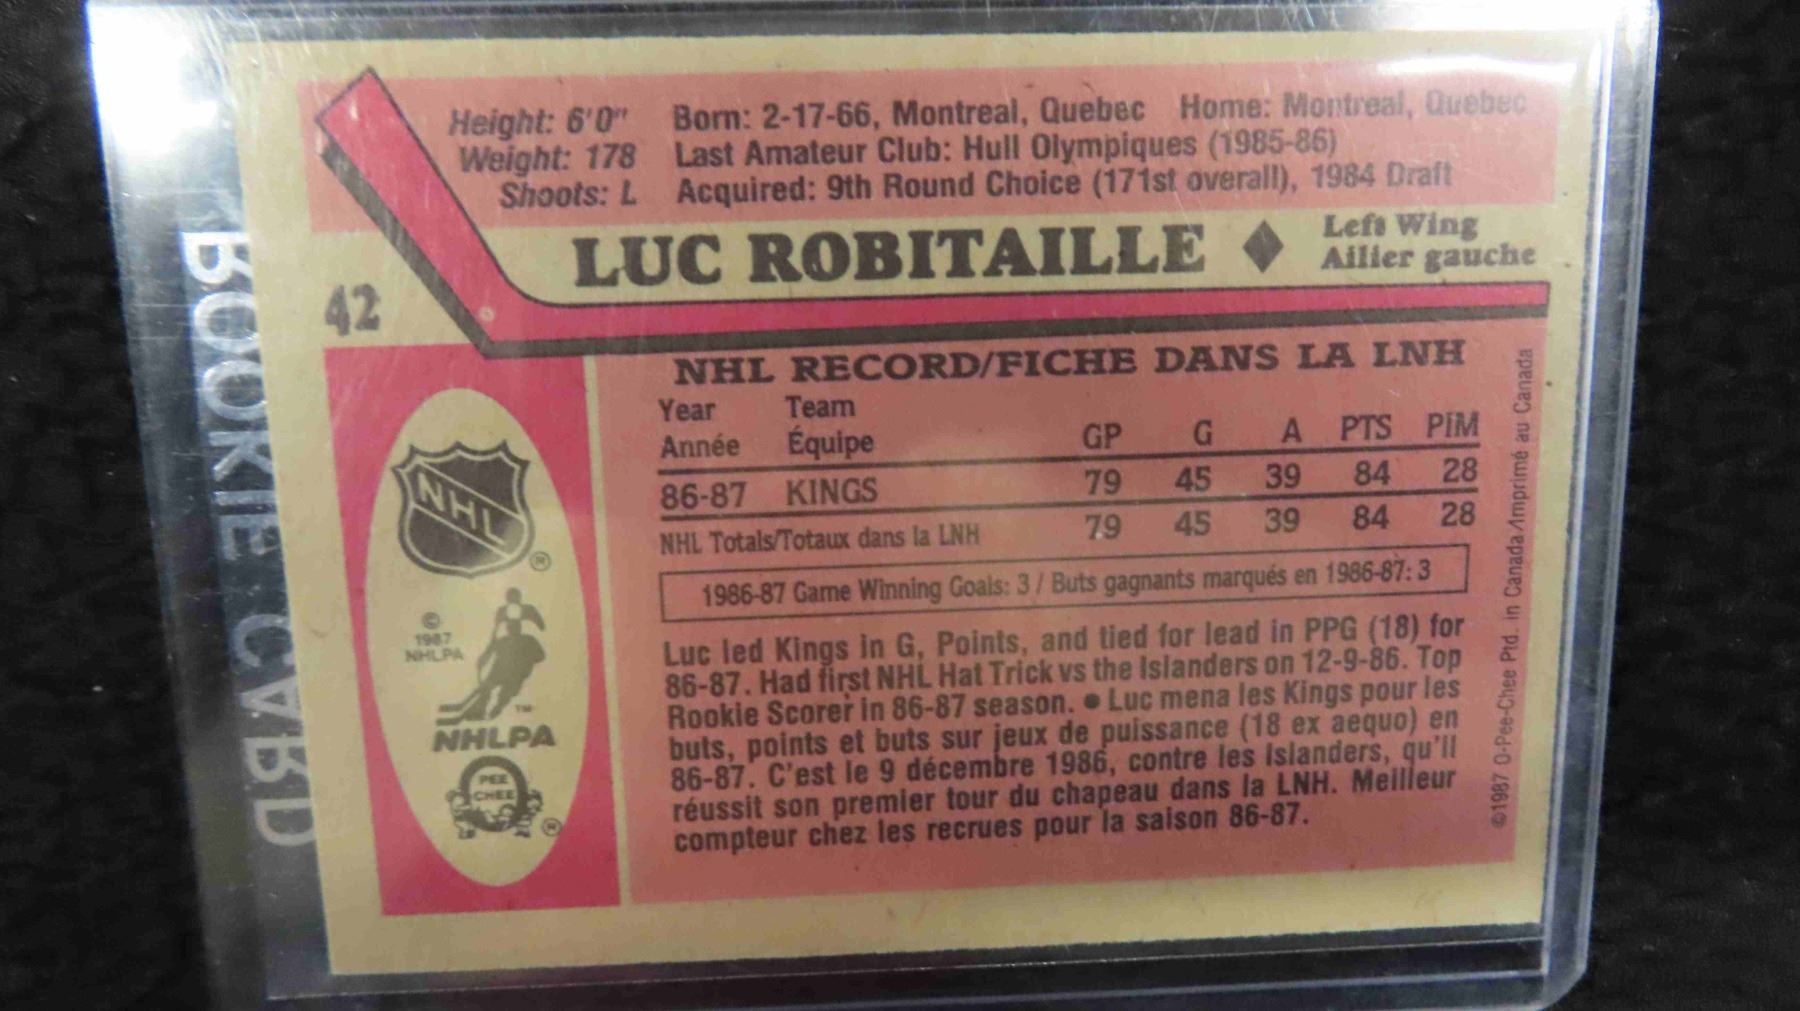 Height: 6'0" Born: 2-17-66, Montreal, Quebec Home: Montreal, Quebec
Weight: 178 Last Amateur Club: Hull Olympiques (1985-86)
Shoots: L Acquired: 9th Round Choice (171st overall), 1984 Draft
LUC ROBITAILLE ♦ Left Wing
Ailier gauche
42
NHL RECORD/FICHE DANS LA LNH
Year Team
Année Équipe GP G A PTS PIM
86-87 KINGS 79 45 39 84 28
NHL Totals/Totaux dans la LNH 79 45 39 84 28
1986-87 Game Winning Goals: 3 / Buts gagnants marqués en 1986-87: 3
Luc led Kings in G, Points, and tied for lead in PPG (18) for
86-87. Had first NHL Hat Trick vs the Islanders on 12-9-86. Top
Rookie Scorer in 86-87 season. ● Luc mena les Kings pour les
buts, points et buts sur jeux de puissance (18 ex aequo) en
86-87. C'est le 9 décembre 1986, contre les Islanders, qu'il
réussit son premier tour du chapeau dans la LNH. Meilleur
compteur chez les recrues pour la saison 86-87.
NHL
®
©
1987
NHLPA
TM
NHLPA
PEE
CHEE
®
©1987 O-Pee-Chee Ptd. in Canada/Imprimé au Canada
ROOKIE CARD